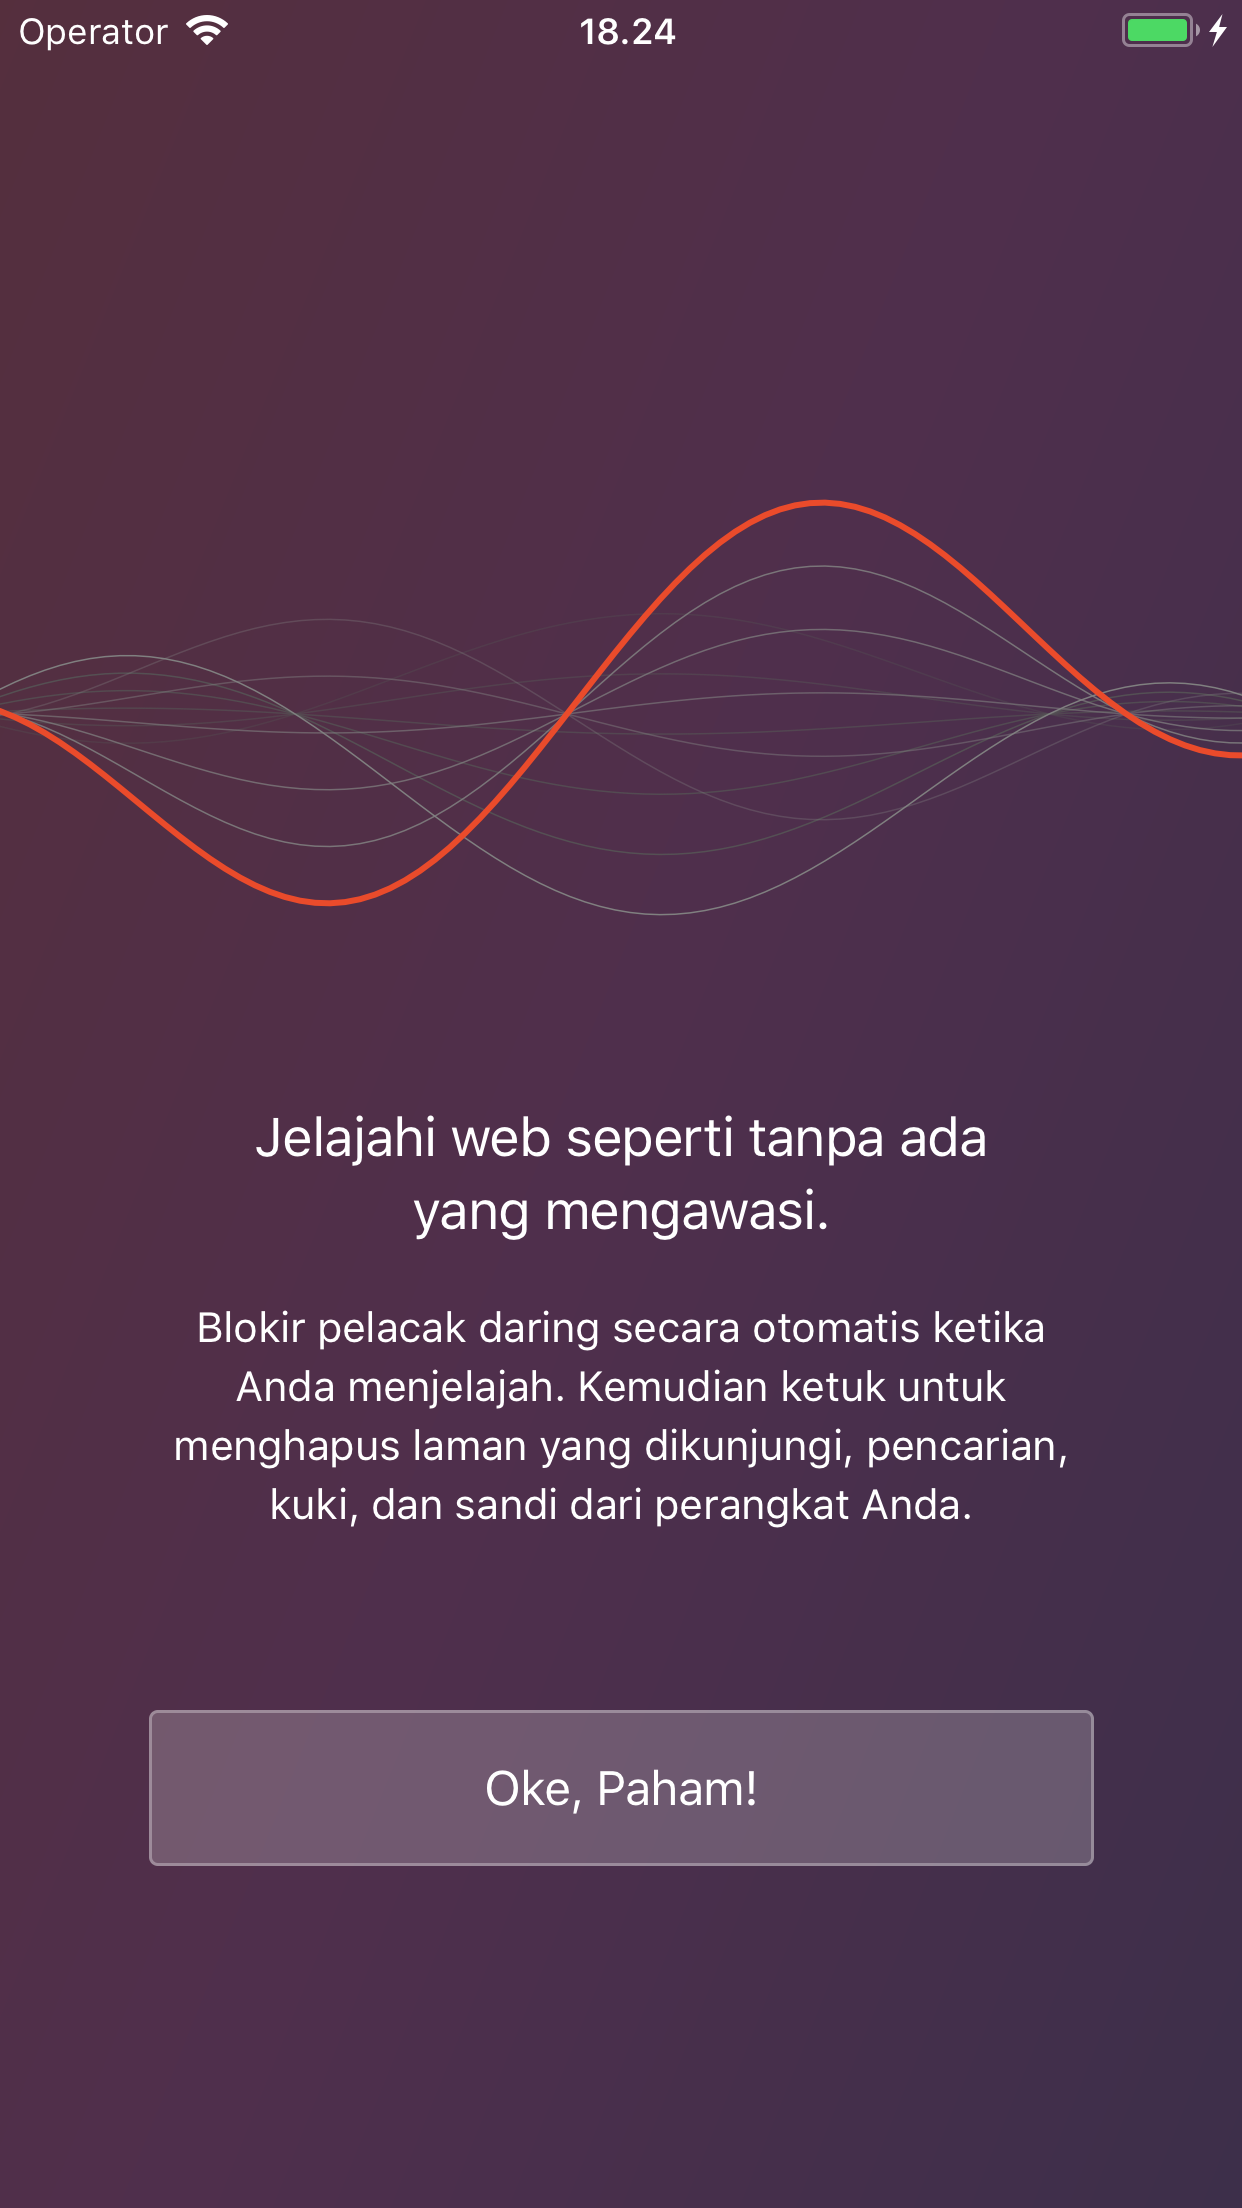 Operator
18.24
Jelajahi web seperti tanpa ada
yang mengawasi.
Blokir pelacak daring secara otomatis ketika
Anda menjelajah. Kemudian ketuk untuk
menghapus laman yang dikunjungi, pencarian,
kuki, dan sandi dari perangkat Anda.
Oke, Paham!